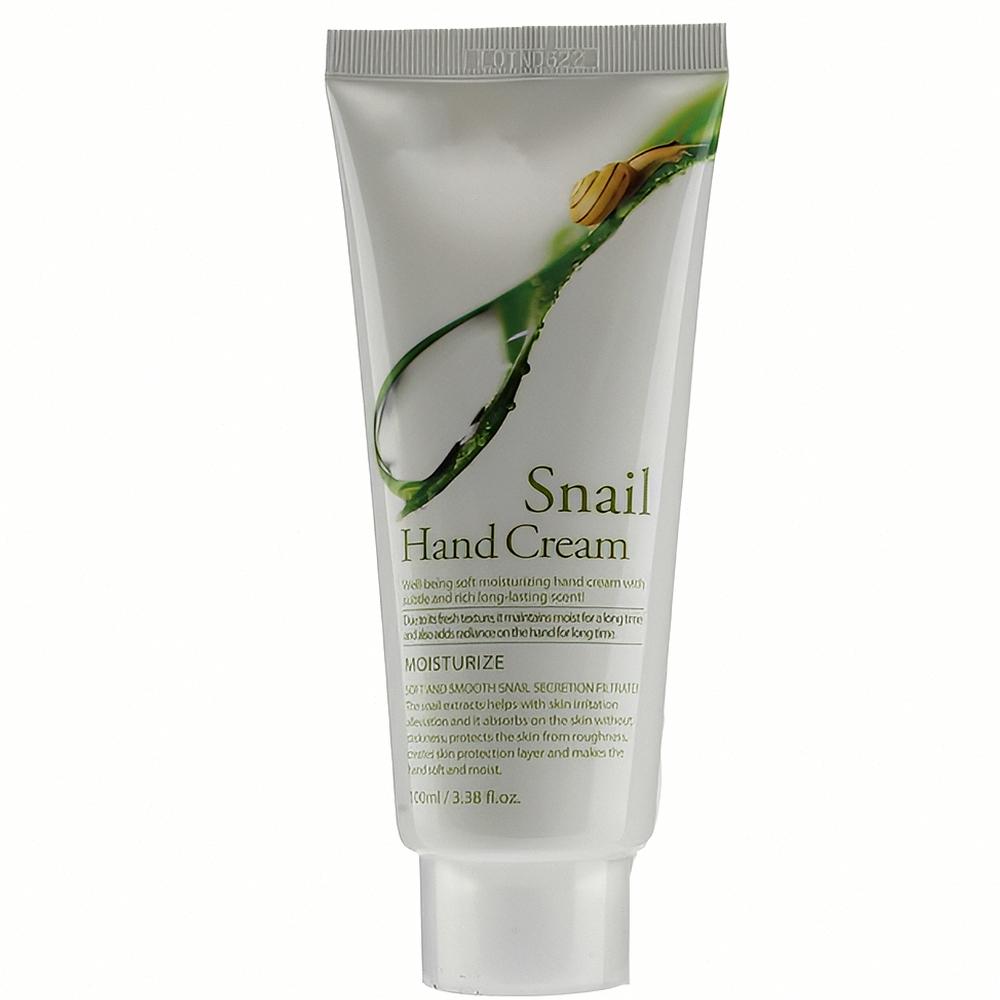 LOTND622
Snail
Hand Cream
Well-being soft moisturizing hand cream with
subtle and rich long-lasting scent!
Due to its fresh texture, it maintains moist for a long time
and also adds radiance on the hand for long time.
MOISTURIZE
SOFT AND SMOOTH SNAIL SECRETION FILTRATE!
The snail extracts helps with skin irritation
alleviation and it absorbs on the skin without
protects the skin from roughness,
creates skin protection layer and makes the
hand soft and moist.
100ml / 3.38 fl.oz.